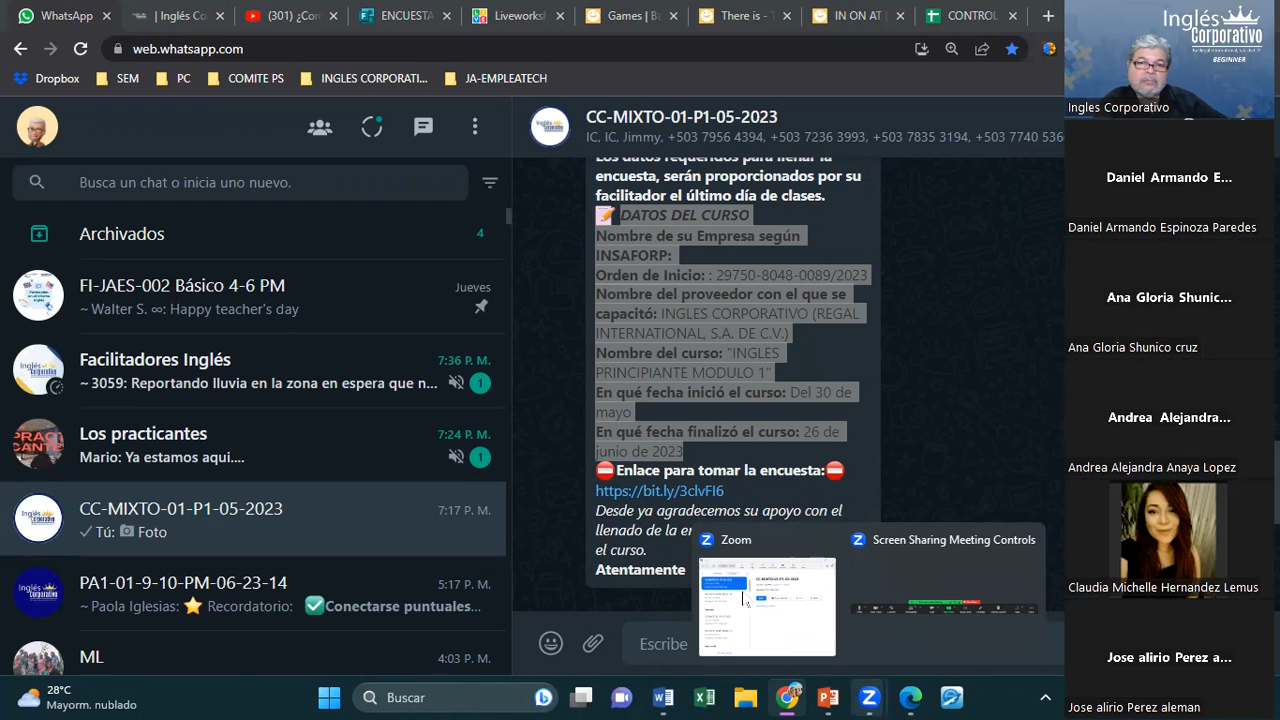 WhatsApp
| Inglés Co
(301) ¿Cor
ENCUESTA
Liveworksh
Games | Ba
There is - T
IN ON AT (
CONTROL
web.whatsapp.com
Dropbox
SEM
PC
COMITE PS
INGLES CORPORATI...
JA-EMPLEATECH
Busca un chat o inicia uno nuevo.
Archivados
4
FI-JAES-002 Básico 4-6 PM
Jueves
~ Walter S. ∞: Happy teacher's day
Facilitadores Inglés
7:36 P. M.
~ 3059: Reportando lluvia en la zona en espera que n...
1
Los practicantes
7:24 P. M.
Mario: Ya estamos aqui....
1
CC-MIXTO-01-P1-05-2023
7:17 P. M.
Tú: Foto
PA1-01-9-10-PM-06-23-14
5:17 P. M.
~ Pati Iglesias: Buenos días Colóquense puntaje...
ML
4:03 P. M.
CC-MIXTO-01-P1-05-2023
IC, IC, Jimmy, +503 7956 4394, +503 7236 3993, +503 7835 3194, +503 7740 536
Los datos requeridos para llenar la
encuesta, serán proporcionados por su
facilitador el último día de clases.
DATOS DEL CURSO
Nombre de su Empresa según
INSAFORP:
Orden de Inicio: : 29750-8048-0089/2023
Nombre del proveedor con el que se
capacitó: INGLES CORPORATIVO (REGAL
INTERNATIONAL, S.A. DE C.V.)
Nombre del curso: "INGLES
PRINCIPIANTE MODULO 1"
En qué fecha inició el curso: Del 30 de
mayo
En qué fecha finalizó el curso: 26 de
junio de 2023
Enlace para tomar la encuesta:
https://bit.ly/3clvFI6
Desde ya agradecemos su apoyo con el
llenado de la en
el curso.
Atentamente
Zoom
Screen Sharing Meeting Controls
Escribe
28°C
Mayorm. nublado
Buscar
Inglés
Corporativo
BEGINNER
Ingles Corporativo
Daniel Armando E...
Daniel Armando Espinoza Paredes
Ana Gloria Shunic...
Ana Gloria Shunico cruz
Andrea Alejandra...
Andrea Alejandra Anaya Lopez
Claudia Michelle Hernandez Lemus
Jose alirio Perez a...
Jose alirio Perez aleman